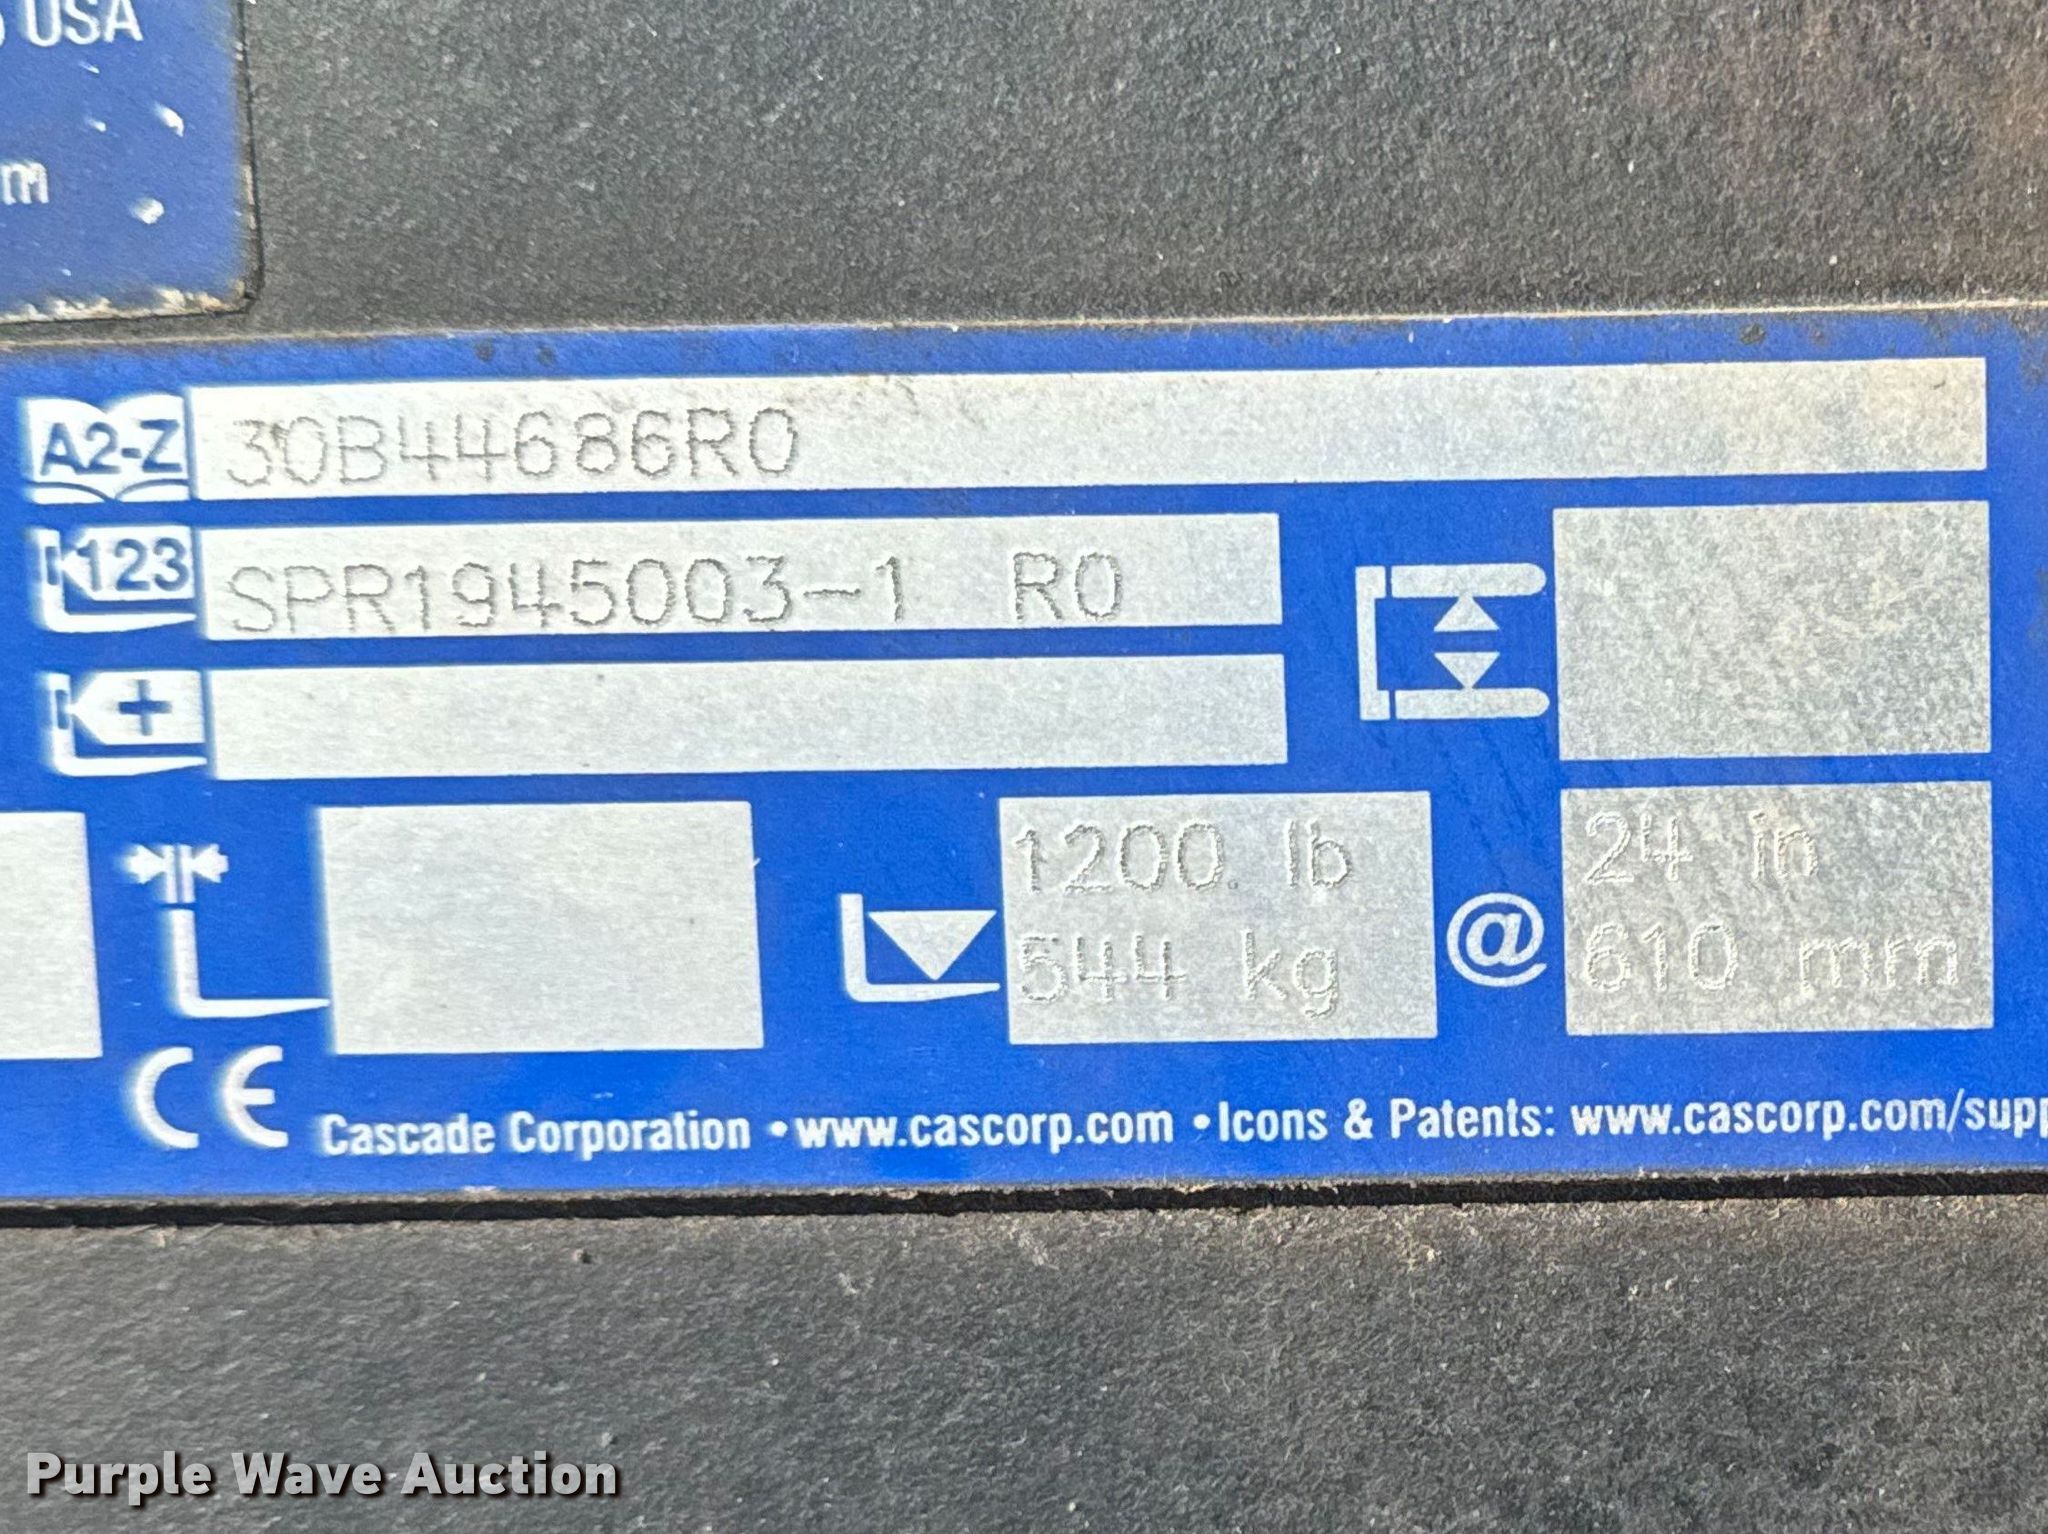 USA
m
A2-Z 30B44686R0
123 SPR1945003-1 R0
+
1200 lb
544 kg
@
24 in
610 mm
CE
Cascade Corporation • www.cascorp.com • Icons & Patents: www.cascorp.com/supp
Purple Wave Auction